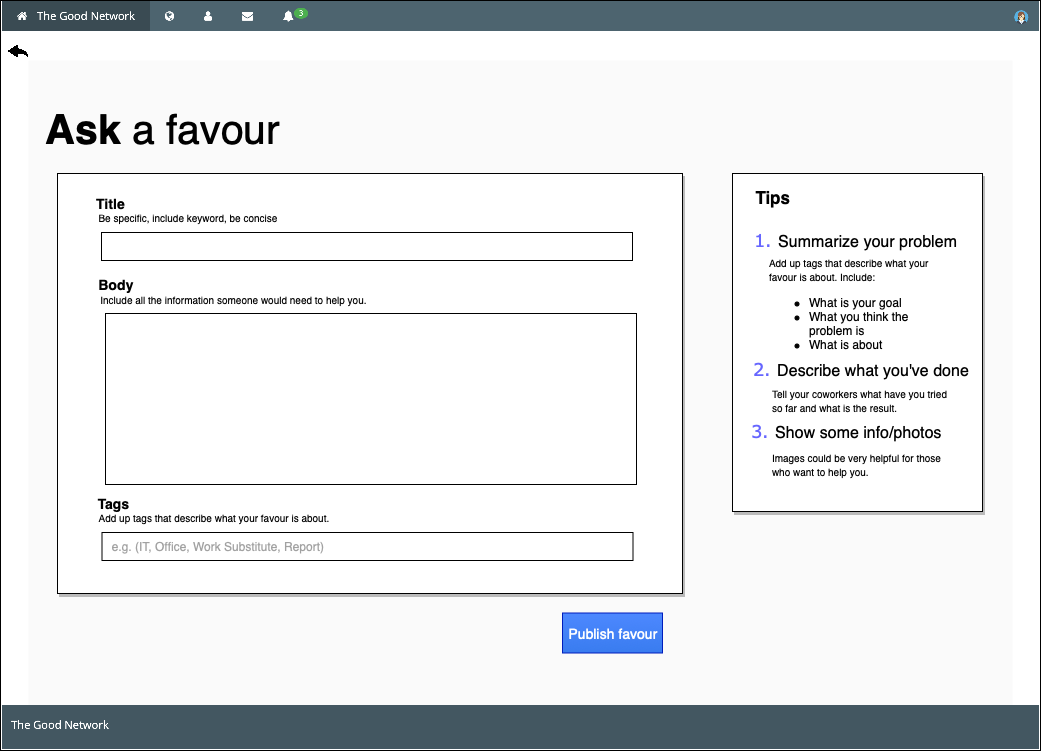 The Good Network
3
Ask a favour
Title
Be specific, include keyword, be concise
Body
Include all the information someone would need to help you.
Tags
Add up tags that describe what your favour is about.
e.g. (IT, Office, Work Substitute, Report)
Publish favour
Tips
1. Summarize your problem
Add up tags that describe what your
favour is about. Include:
• What is your goal
• What you think the
problem is
• What is about
2. Describe what you've done
Tell your coworkers what have you tried
so far and what is the result.
3. Show some info/photos
Images could be very helpful for those
who want to help you.
The Good Network